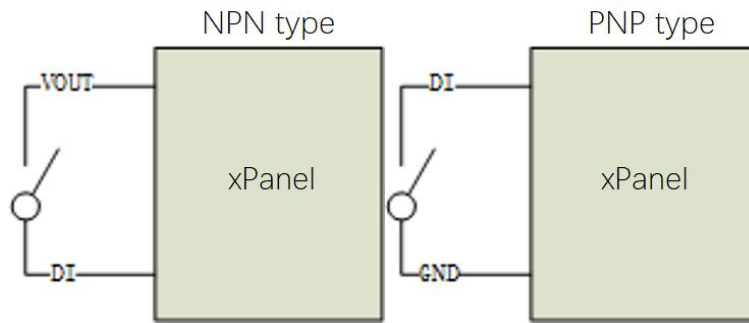 NPN type
PNP type
VOUT
DI
xPanel
xPanel
DI
GND